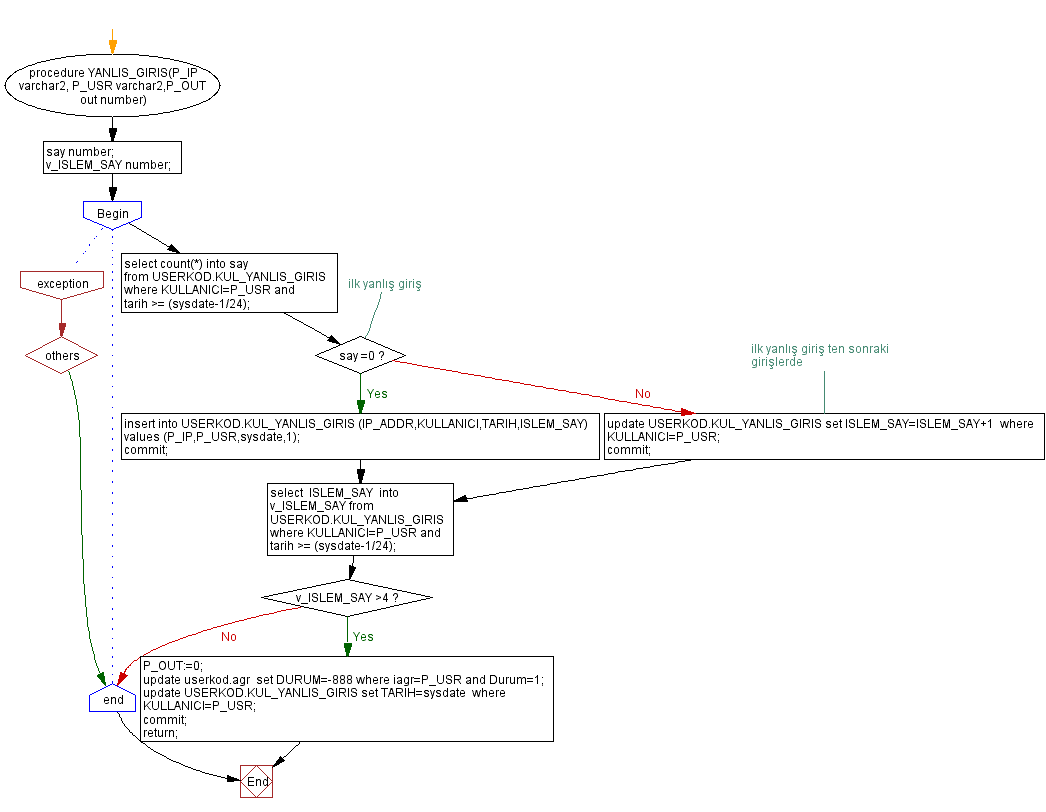 procedure YANLIS_GIRIS(P_IP
varchar2, P_USR varchar2,P_OUT
out number)
say number;
v_ISLEM_SAY number;
Begin
exception
others
select count(*) into say
from USERKOD.KUL_YANLIS_GIRIS
where KULLANICI=P_USR and
tarih >= (sysdate-1/24);
ilk yanlış giriş
say =0 ?
ilk yanlış giriş ten sonraki
girişlerde
Yes
No
insert into USERKOD.KUL_YANLIS_GIRIS (IP_ADDR,KULLANICI,TARIH,ISLEM_SAY)
values (P_IP,P_USR,sysdate,1);
commit;
update USERKOD.KUL_YANLIS_GIRIS set ISLEM_SAY=ISLEM_SAY+1  where
KULLANICI=P_USR;
commit;
select  ISLEM_SAY  into
v_ISLEM_SAY from
USERKOD.KUL_YANLIS_GIRIS
where KULLANICI=P_USR and
tarih >= (sysdate-1/24);
v_ISLEM_SAY >4 ?
No
Yes
P_OUT:=0;
update userkod.agr  set DURUM=-888 where iagr=P_USR and Durum=1;
update USERKOD.KUL_YANLIS_GIRIS set TARIH=sysdate  where
KULLANICI=P_USR;
commit;
return;
end
End